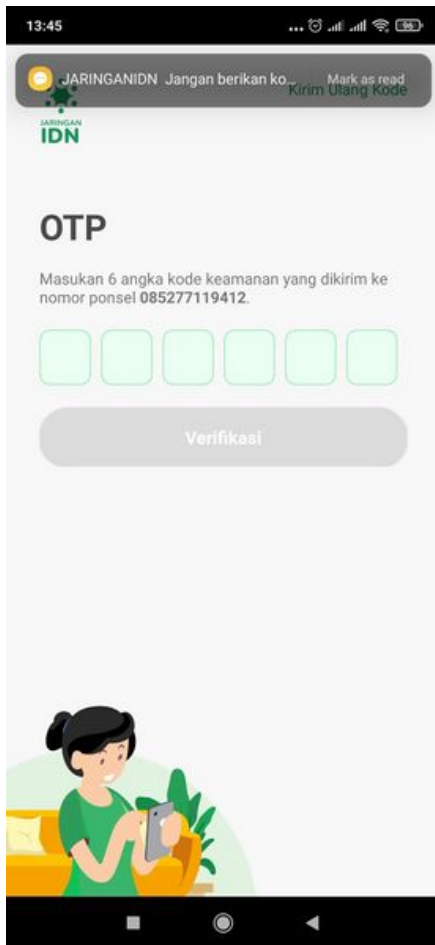 13:45
96
JARINGANIDN Jangan berikan ko... Mark as read
Kirim Ulang Kode
JARINGAN
IDN
OTP
Masukan 6 angka kode keamanan yang dikirim ke
nomor ponsel 085277119412.
Verifikasi